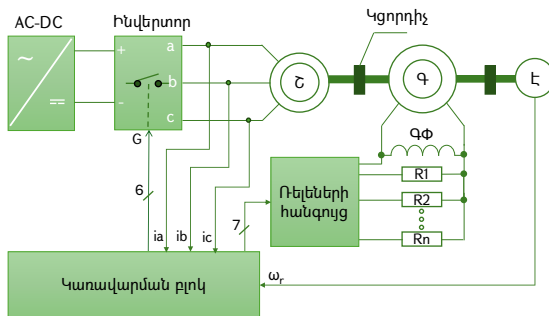 AC-DC
Ինվերտոր
Կցորդիչ
~
+
-
a
b
c
G
Շ
Գ
Է
ԳՓ
R1
R2
Rn
Ռելեների
հանգույց
6
ia
ib
ic
7
Կառավարման բլոկ
ωr